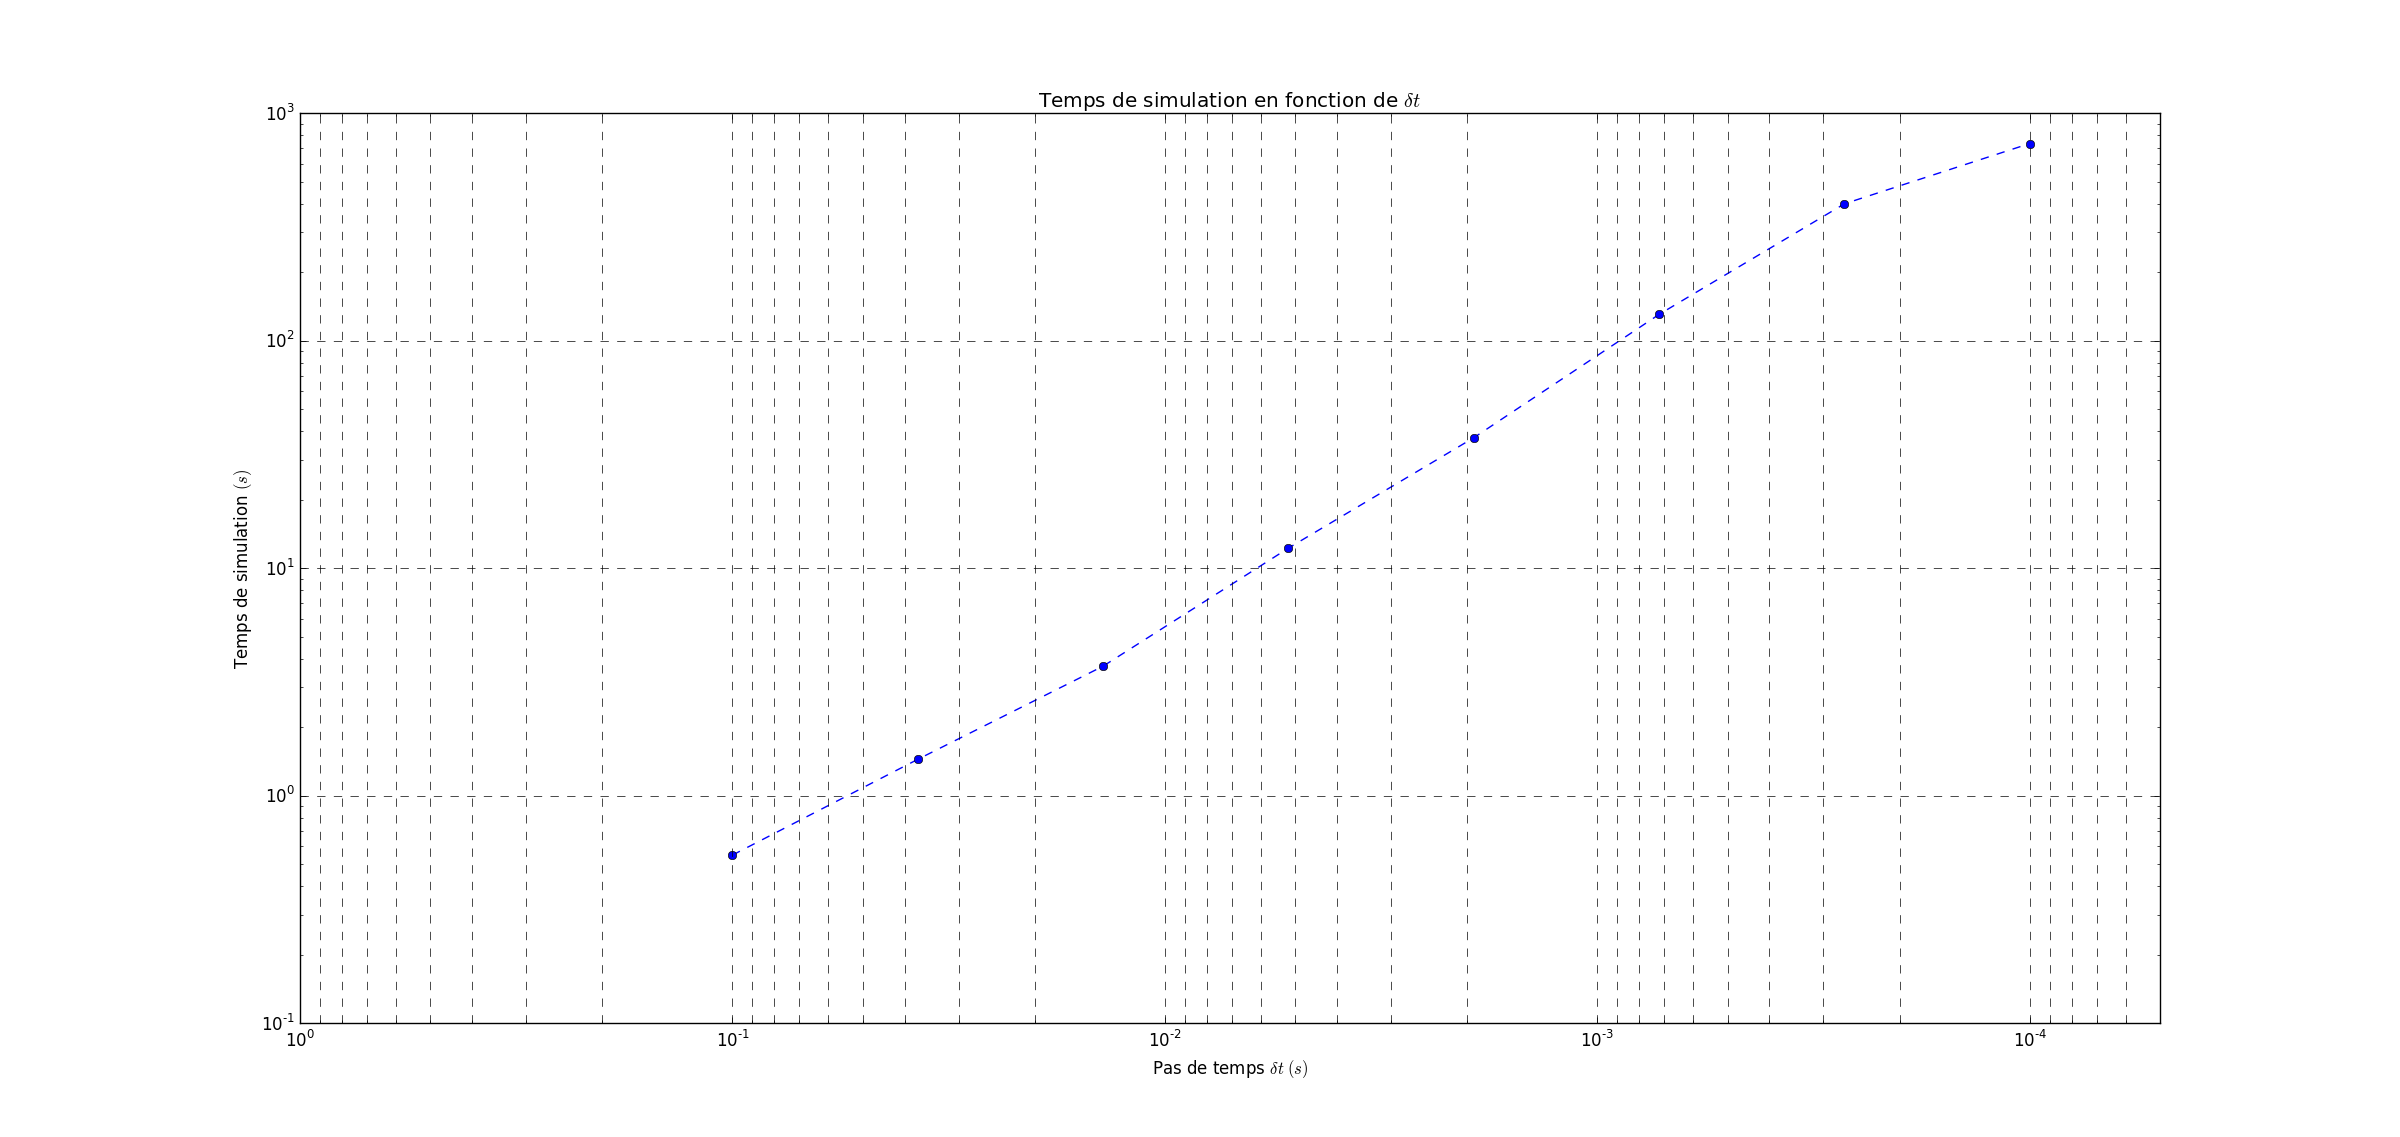 Temps de simulation en fonction de δt
10³
10²
10¹
10⁰
10⁻¹
Temps de simulation (s)
10⁰ 10⁻¹ 10⁻² 10⁻³ 10⁻⁴
Pas de temps δt (s)